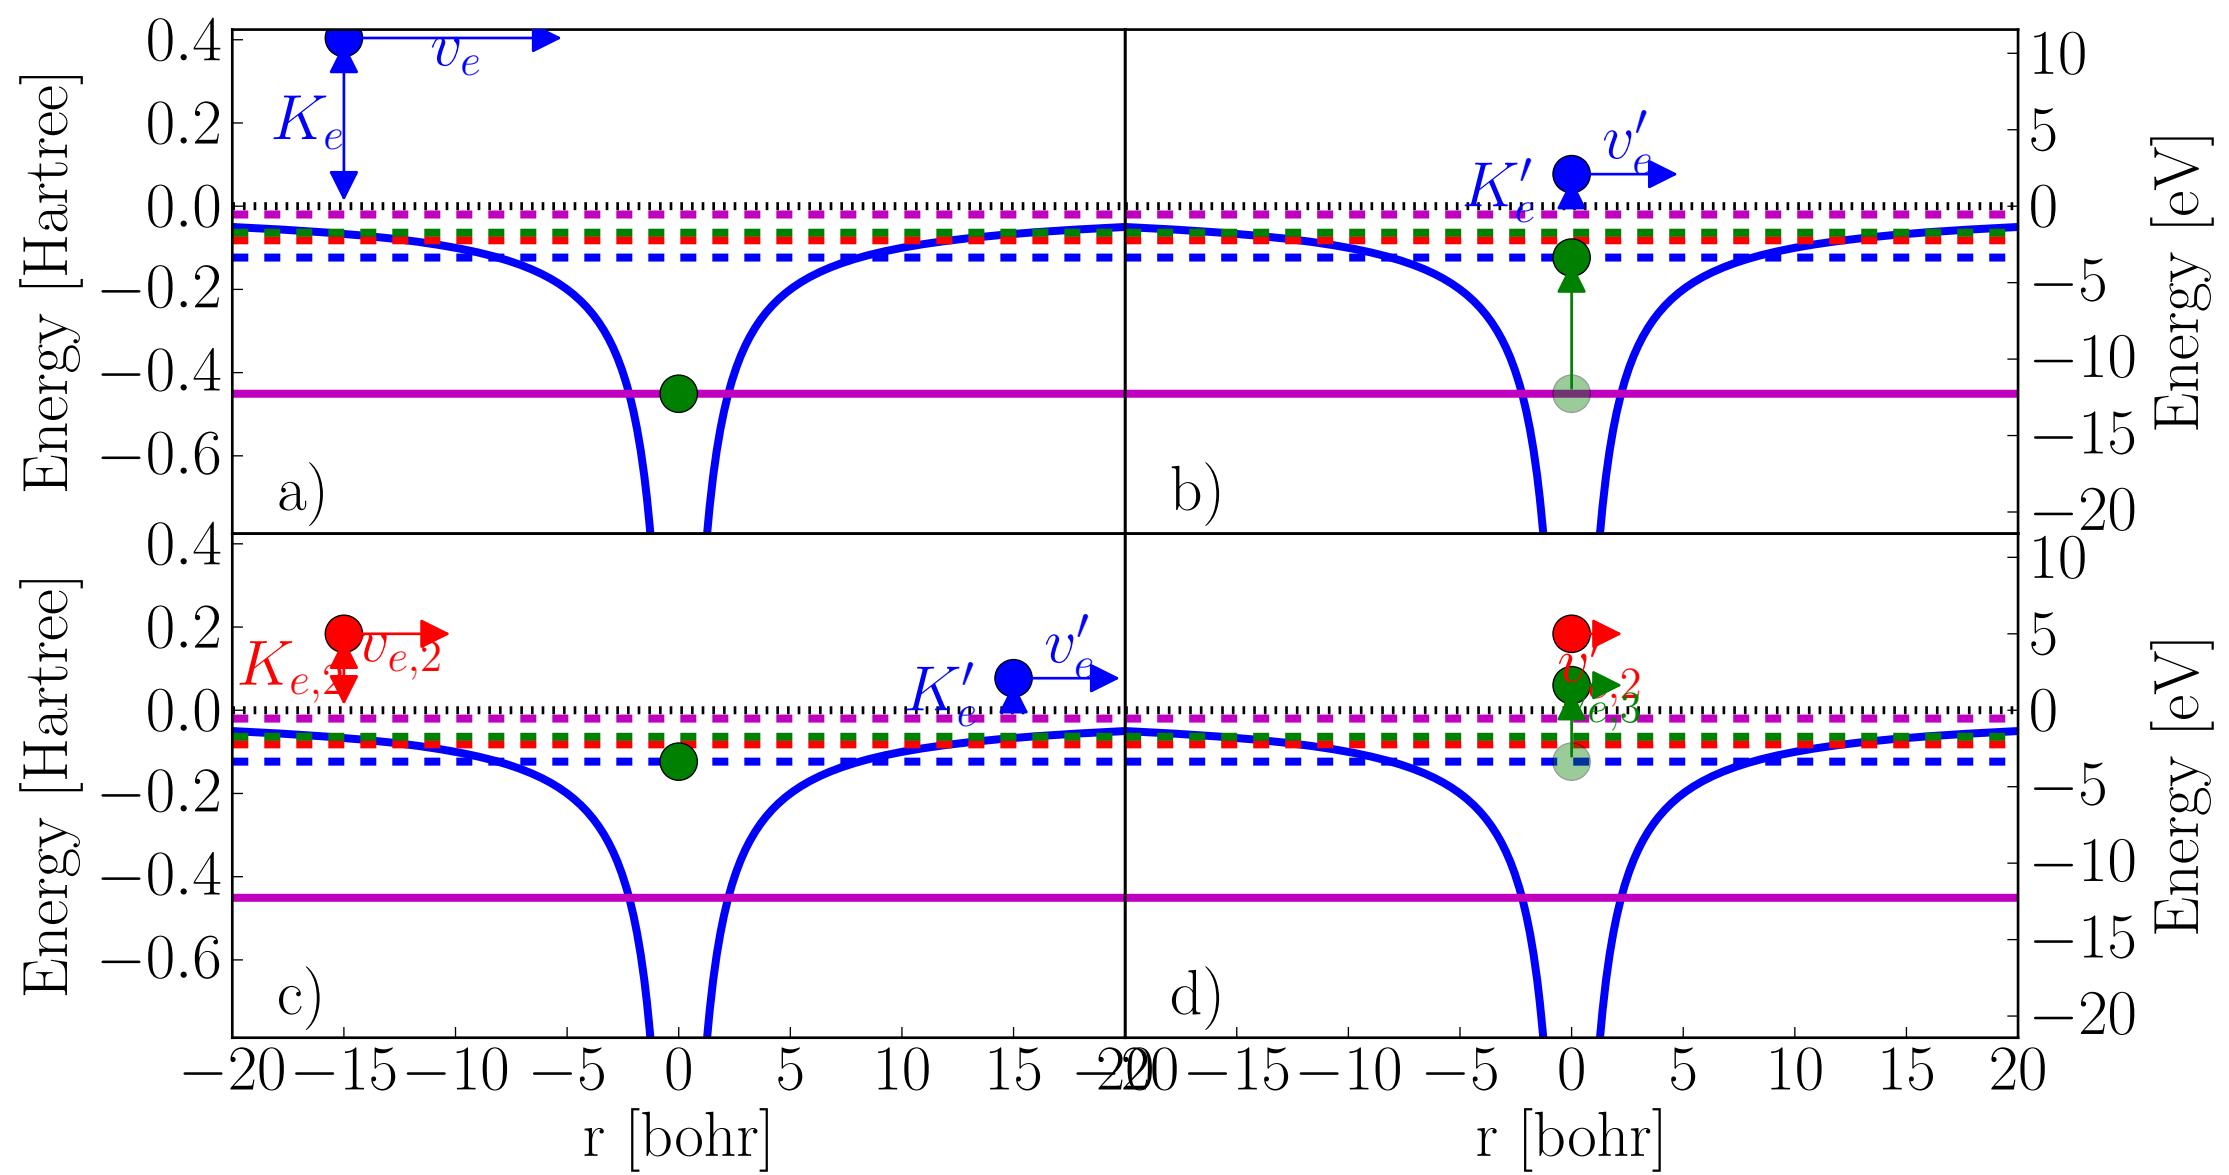 Energy [Hartree]
0.4
0.2
0.0
−0.2
−0.4
−0.6
v_e
K_e
a)
v'_e
K'_e
b)
10
5
0
−5
−10
−15
−20
Energy [eV]
Energy [Hartree]
0.4
0.2
0.0
−0.2
−0.4
−0.6
K_{e,2}
v_{e,2}
v'_e
K'_e
c)
v'_{e,2}
e,3
d)
10
5
0
−5
−10
−15
−20
Energy [eV]
−20 −15 −10 −5 0 5 10 15 20
−20 −15 −10 −5 0 5 10 15 20
r [bohr]
r [bohr]